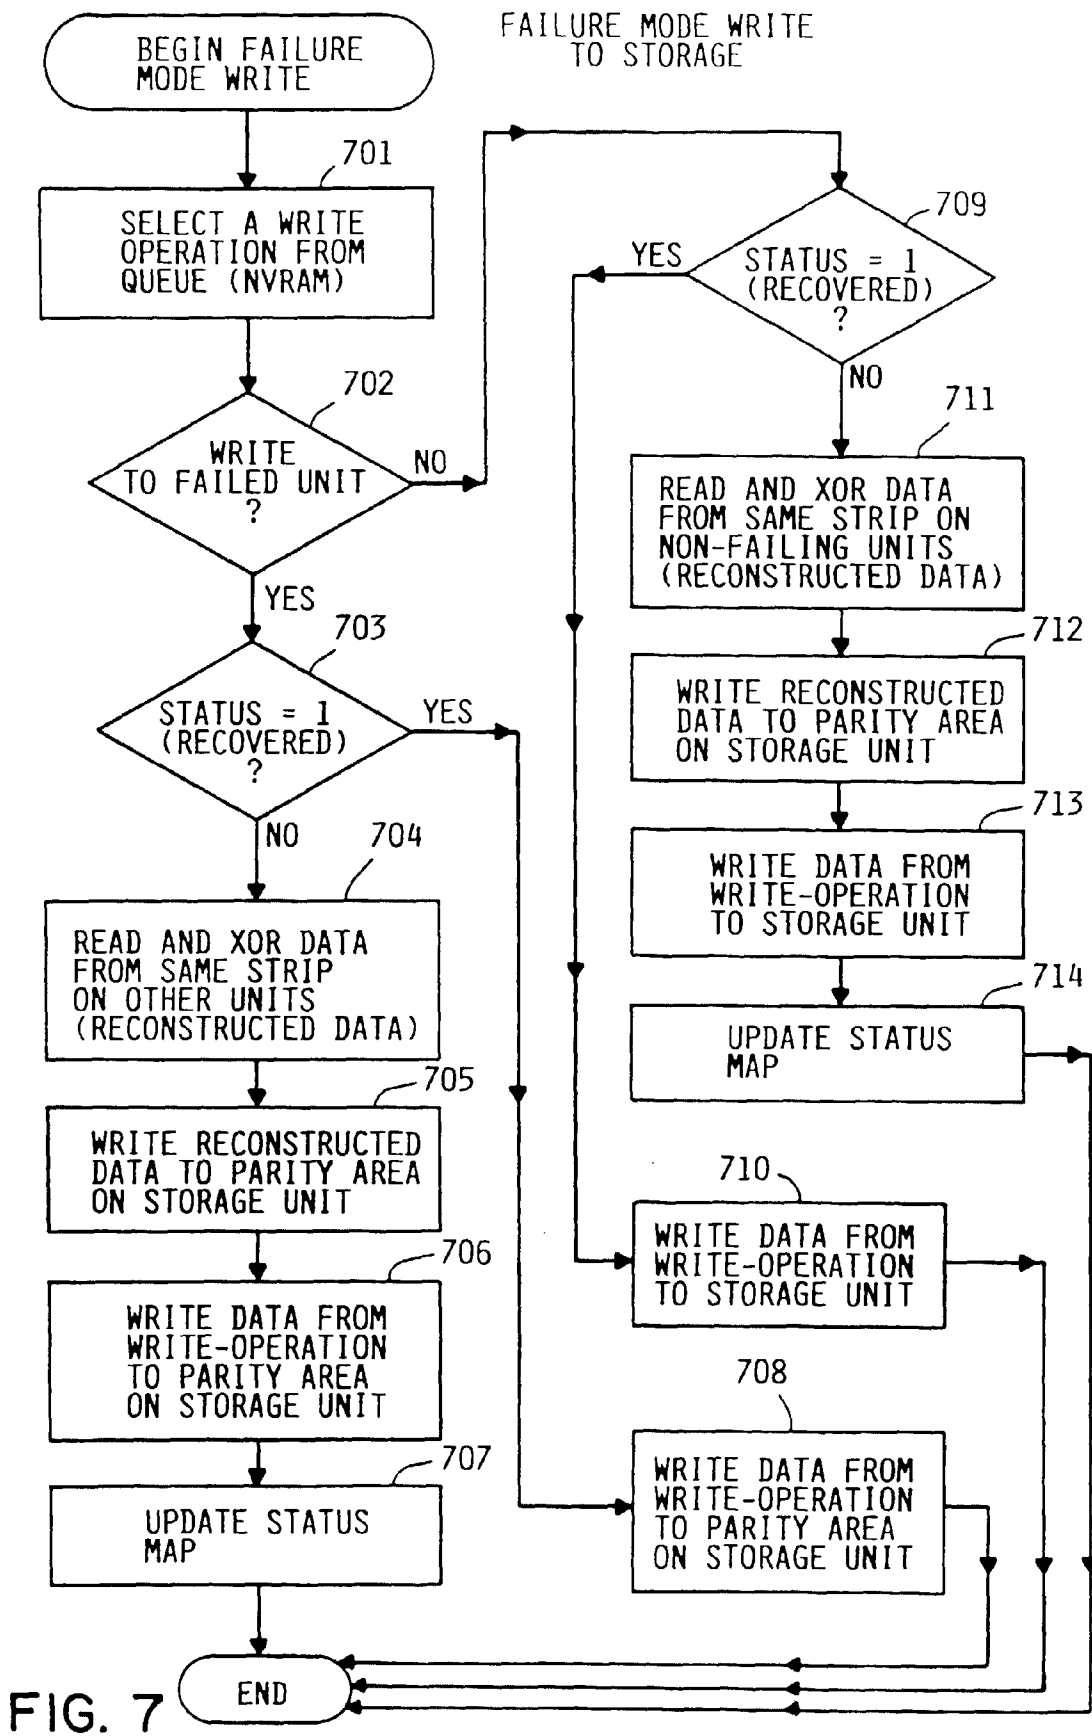 FAILURE MODE WRITE
TO STORAGE
BEGIN FAILURE
MODE WRITE
701
SELECT A WRITE
OPERATION FROM
QUEUE (NVRAM)
702
WRITE
TO FAILED UNIT
?
NO
YES
703
STATUS = 1
(RECOVERED)
?
YES
NO
704
READ AND XOR DATA
FROM SAME STRIP
ON OTHER UNITS
(RECONSTRUCTED DATA)
705
WRITE RECONSTRUCTED
DATA TO PARITY AREA
ON STORAGE UNIT
706
WRITE DATA FROM
WRITE-OPERATION
TO PARITY AREA
ON STORAGE UNIT
707
UPDATE STATUS
MAP
709
STATUS = 1
(RECOVERED)
?
YES
NO
711
READ AND XOR DATA
FROM SAME STRIP ON
NON-FAILING UNITS
(RECONSTRUCTED DATA)
712
WRITE RECONSTRUCTED
DATA TO PARITY AREA
ON STORAGE UNIT
713
WRITE DATA FROM
WRITE-OPERATION
TO STORAGE UNIT
714
UPDATE STATUS
MAP
710
WRITE DATA FROM
WRITE-OPERATION
TO STORAGE UNIT
708
WRITE DATA FROM
WRITE-OPERATION
TO PARITY AREA
ON STORAGE UNIT
END
FIG. 7